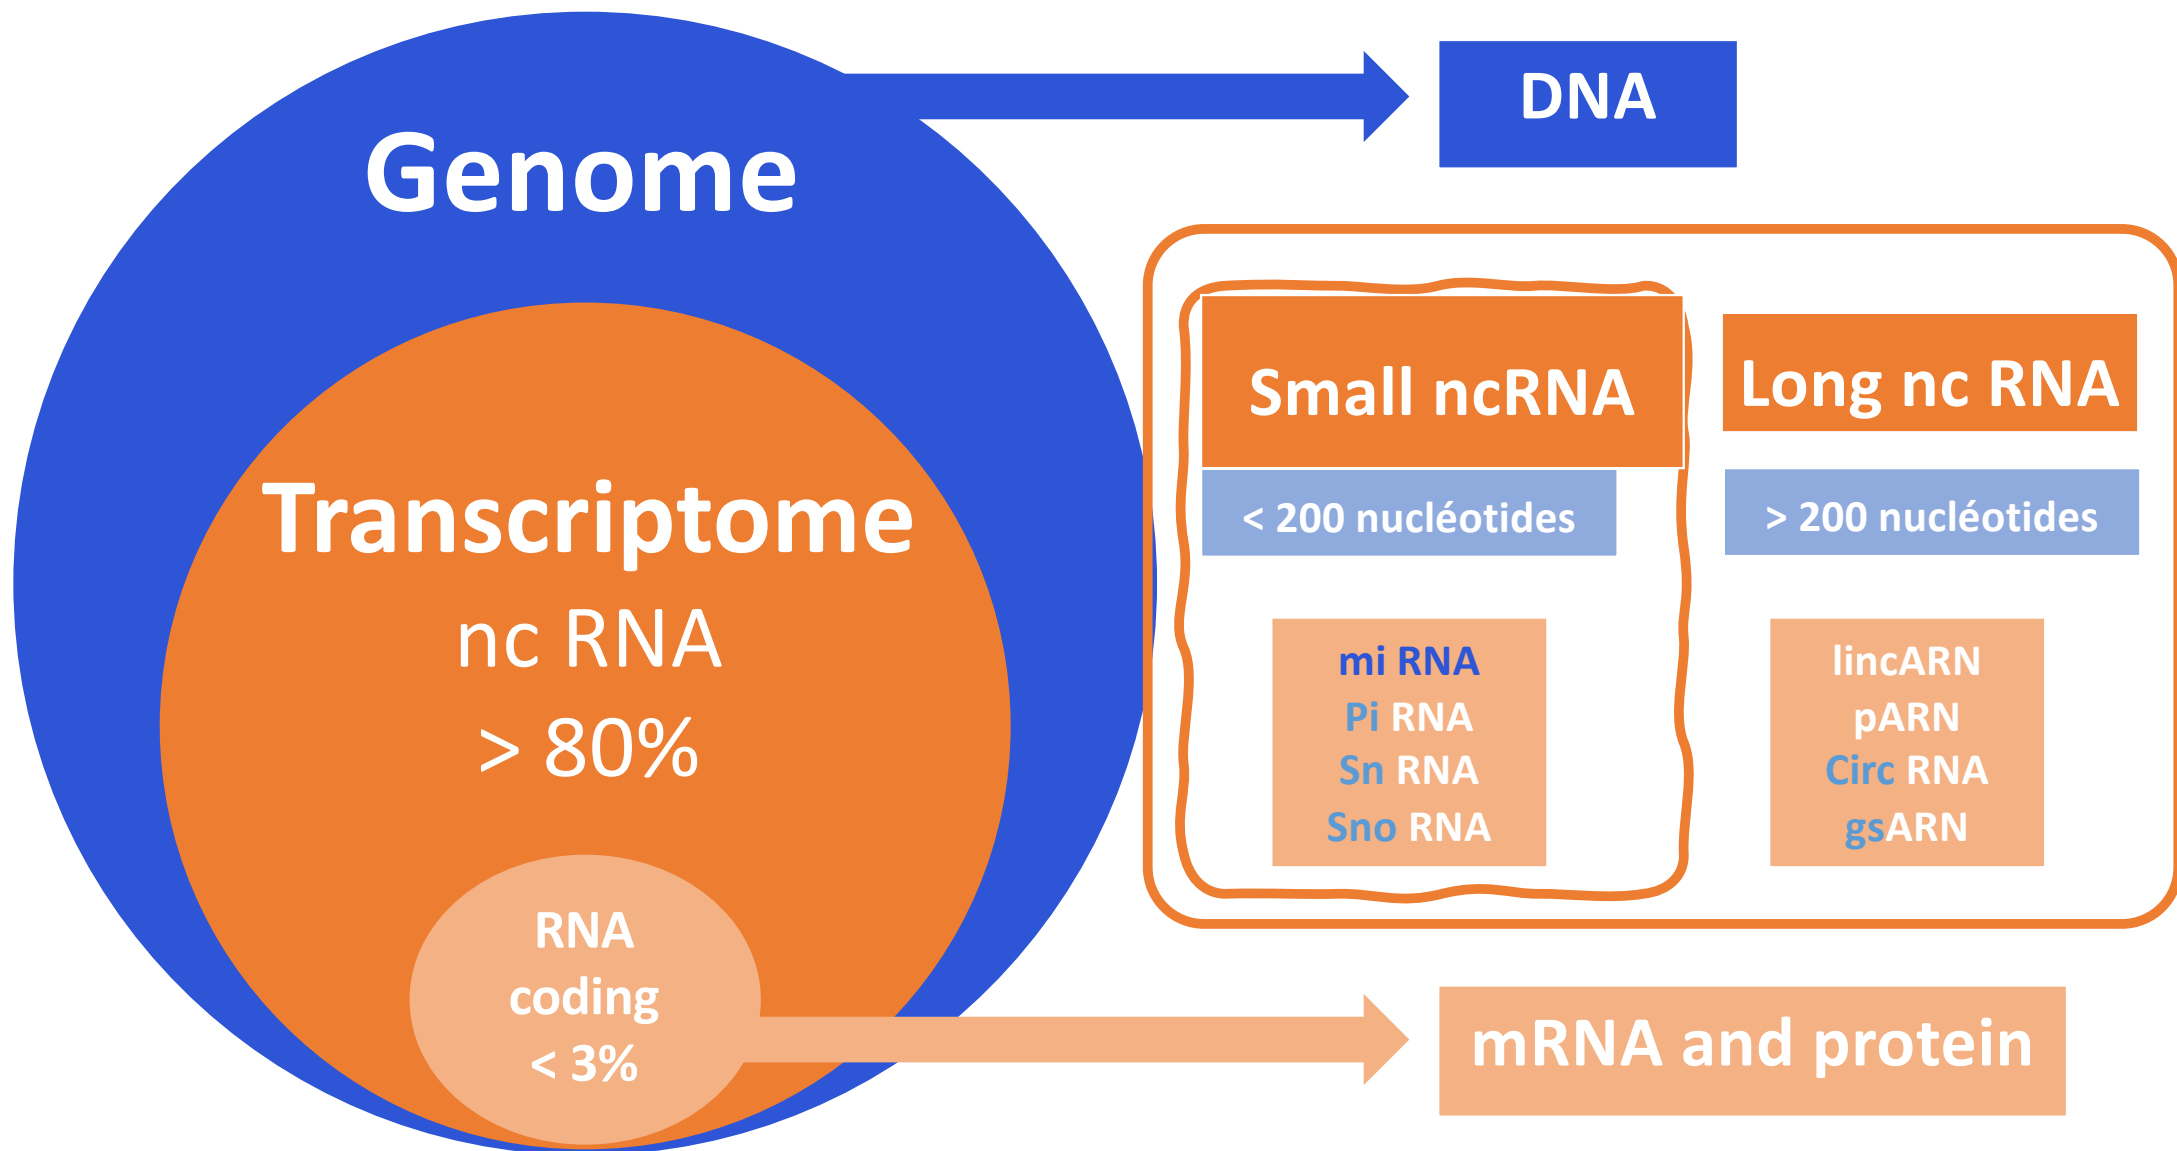 Genome
DNA
Transcriptome
nc RNA
> 80%
RNA
coding
< 3%
Small ncRNA
< 200 nucléotides
mi RNA
Pi RNA
Sn RNA
Sno RNA
Long nc RNA
> 200 nucléotides
lincARN
pARN
Circ RNA
gsARN
mRNA and protein